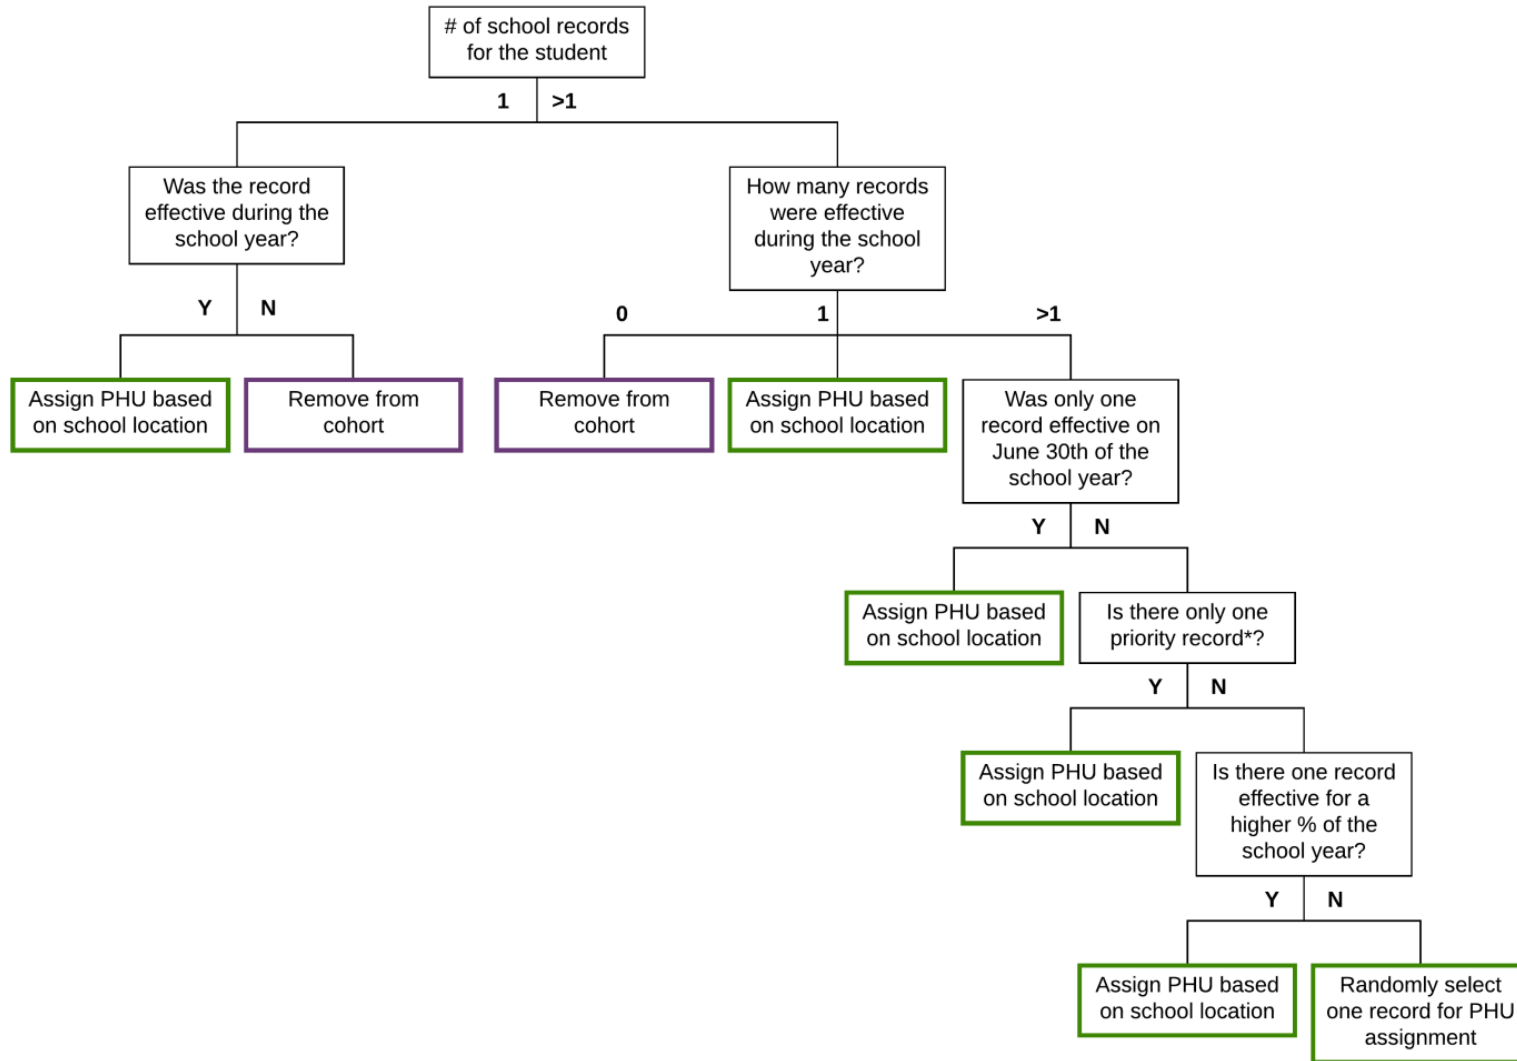 # of school records
for the student
1
>1
Was the record
effective during the
school year?
How many records
were effective
during the school
year?
Y
N
0
1
>1
Assign PHU based
on school location
Remove from
cohort
Remove from
cohort
Assign PHU based
on school location
Was only one
record effective on
June 30th of the
school year?
Y
N
Assign PHU based
on school location
Is there only one
priority record*?
Y
N
Assign PHU based
on school location
Is there one record
effective for a
higher % of the
school year?
Y
N
Assign PHU based
on school location
Randomly select
one record for PHU
assignment